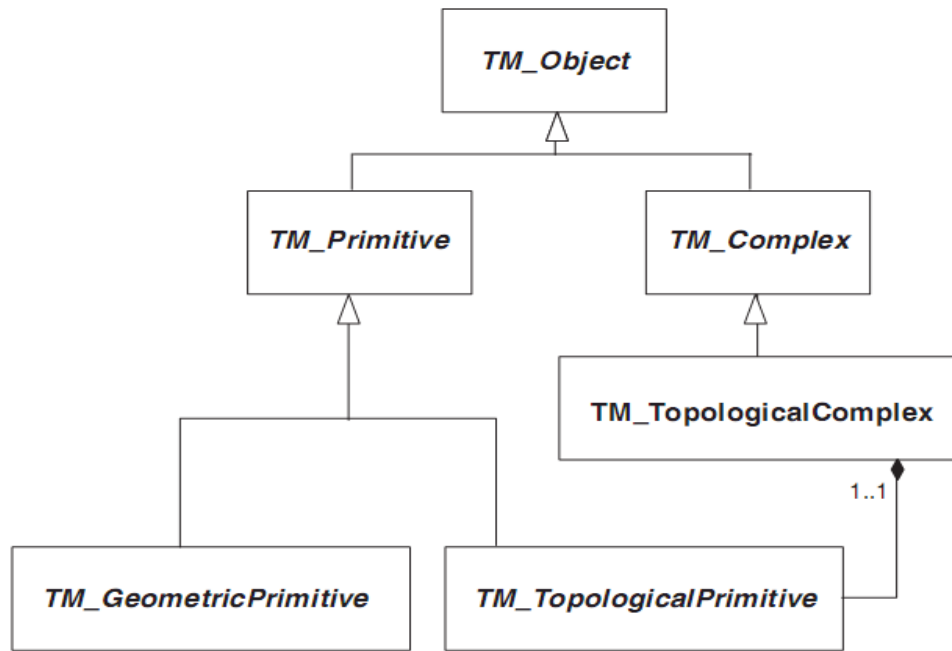 TM_Object
TM_Primitive
TM_Complex
TM_TopologicalComplex
1..1
TM_GeometricPrimitive
TM_TopologicalPrimitive